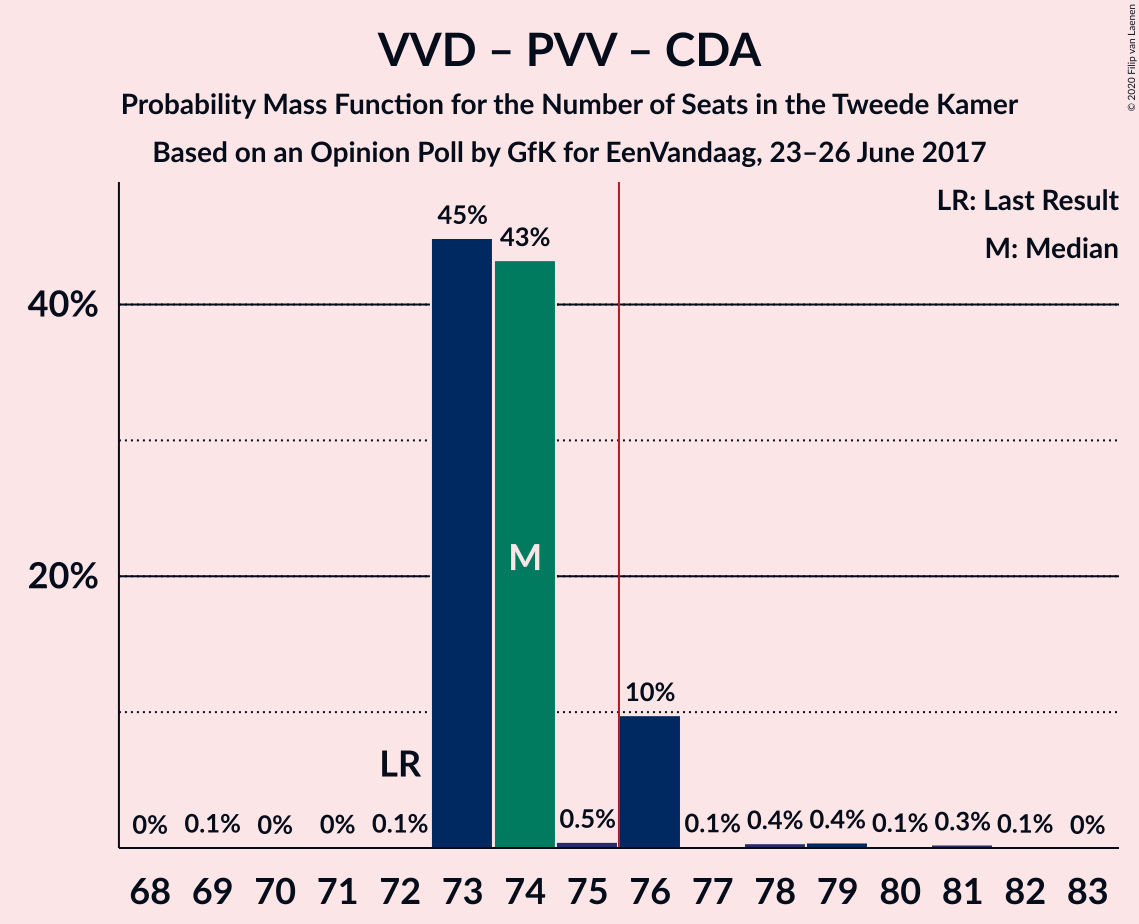 VVD – PVV – CDA
Probability Mass Function for the Number of Seats in the Tweede Kamer
Based on an Opinion Poll by GfK for EenVandaag, 23–26 June 2017
© 2020 Filip van Laenen
LR: Last Result
M: Median
40%
20%
0%
0.1%
0%
0%
0.1%
LR
45%
43%
M
0.5%
10%
0.1%
0.4%
0.4%
0.1%
0.3%
0.1%
0%
68 69 70 71 72 73 74 75 76 77 78 79 80 81 82 83